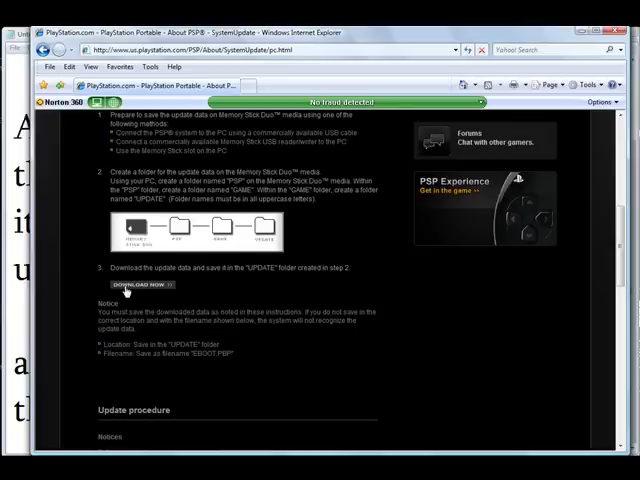 PlayStation.com - PlayStation Portable - About PSP® - SystemUpdate - Windows Internet Explorer
http://www.us.playstation.com/PSP/About/SystemUpdate/pc.html
Yahoo! Search
File Edit View Favorites Tools Help
PlayStation.com - PlayStation Portable - About P...
Page Tools
Norton 360
No fraud detected
Options
1. Prepare to save the update data on Memory Stick Duo™ media using one of the
following methods:
Connect the PSP® system to the PC using a commercially available USB cable
Connect a commercially available Memory Stick USB reader/writer to the PC
Use the Memory Stick slot on the PC
2. Create a folder for the update data on the Memory Stick Duo™ media.
Using your PC, create a folder named "PSP" on the Memory Stick Duo™ media. Within
the "PSP" folder, create a folder named "GAME". Within the "GAME" folder, create a folder
named "UPDATE". (Folder names must be in all uppercase letters).
MEMORY
Stick Duo
PSP
GAME
UPDATE
3. Download the update data and save it in the "UPDATE" folder created in step 2.
DOWNLOAD NOW
Notice
You must save the downloaded data as noted in these instructions. If you do not save in the
correct location and with the filename shown below, the system will not recognize the
update data.
Location: Save in the "UPDATE" folder
Filename: Save as filename "EBOOT.PBP"
Update procedure
Notices
Forums
Chat with other gamers.
PSP Experience
Get in the game